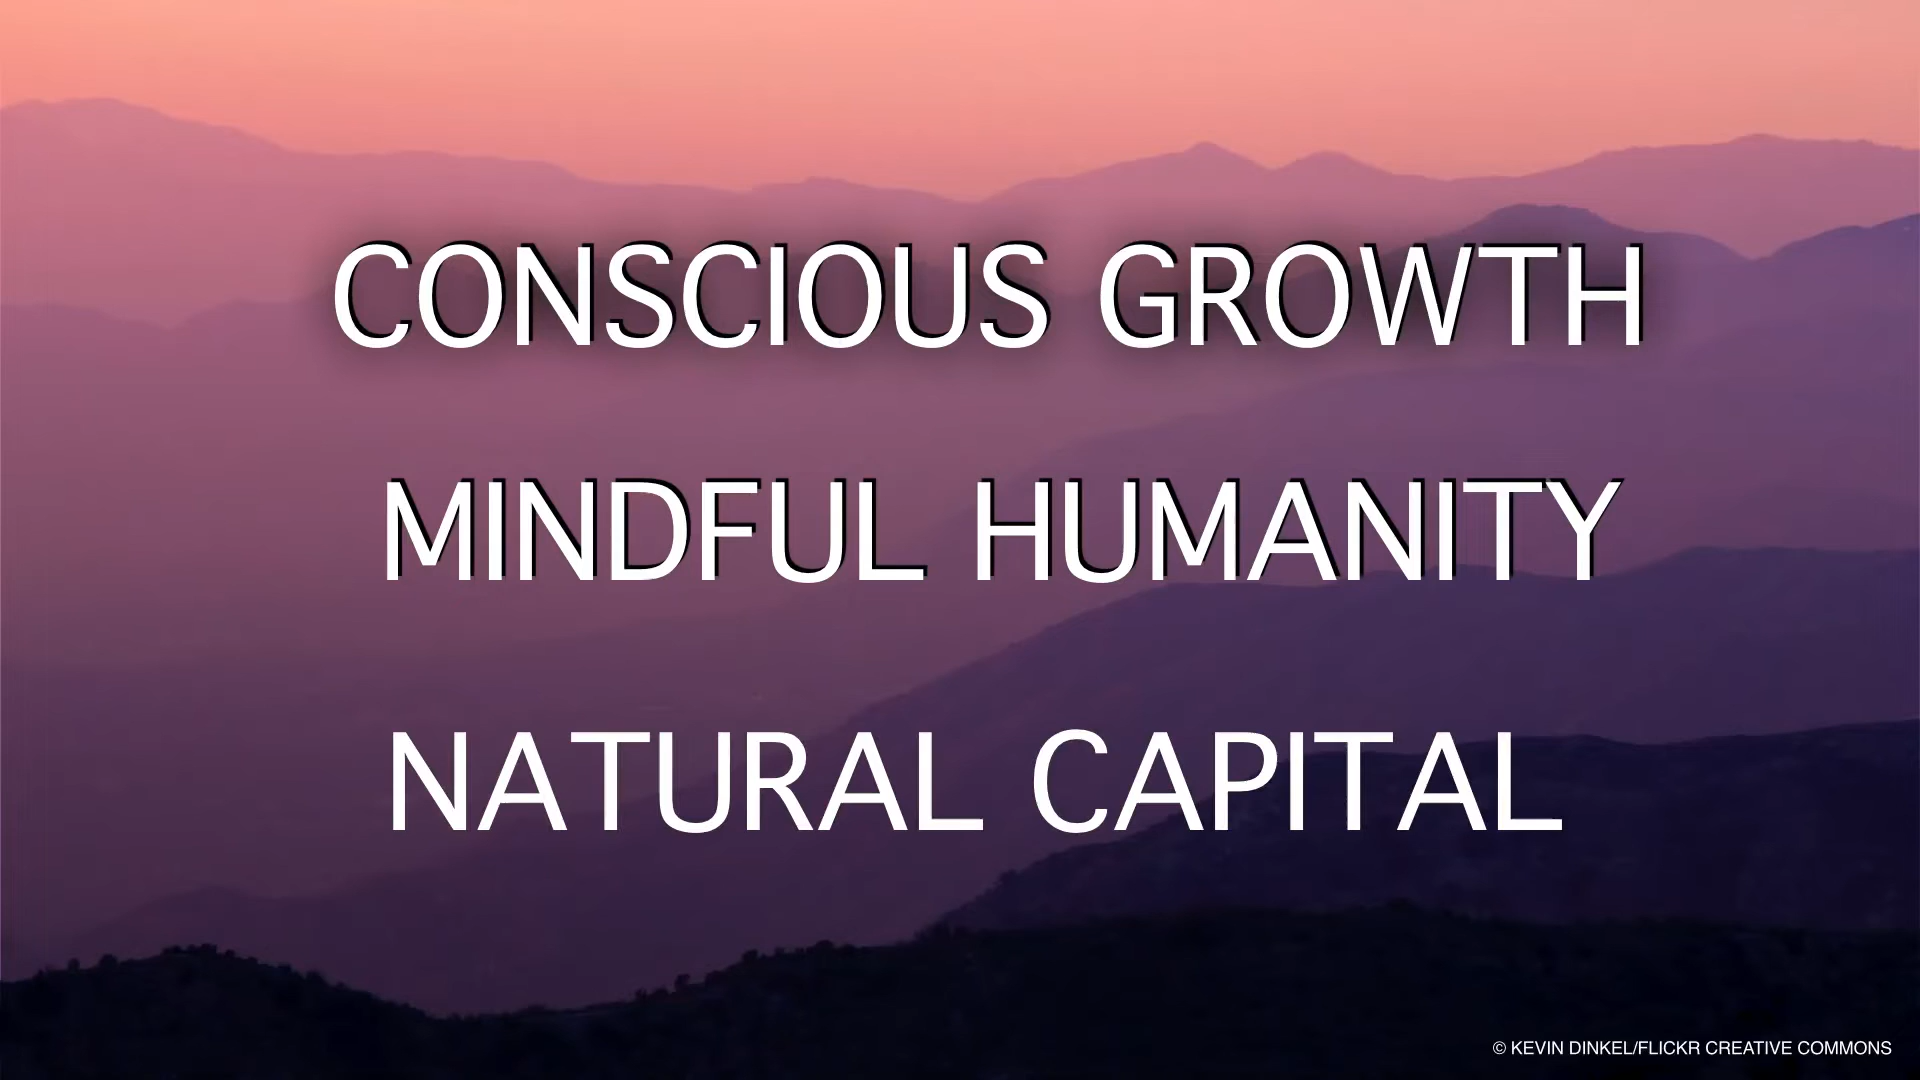 CONSCIOUS GROWTH
MINDFUL HUMANITY
NATURAL CAPITAL
© KEVIN DINKEL/FLICKR CREATIVE COMMONS